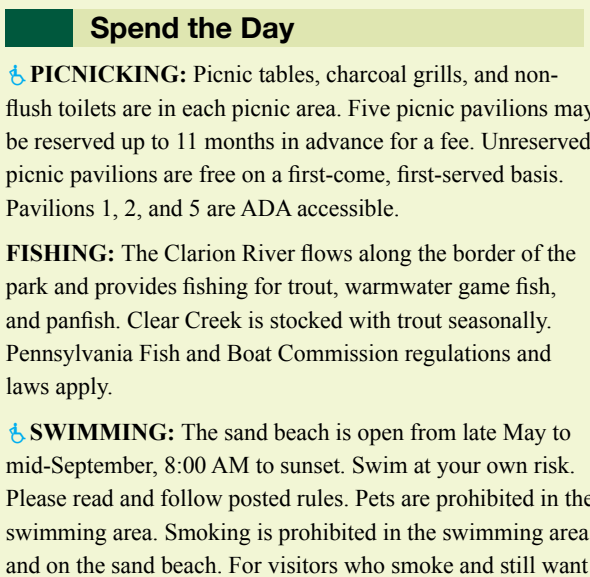 Spend the Day
PICNICKING: Picnic tables, charcoal grills, and non-
flush toilets are in each picnic area. Five picnic pavilions may
be reserved up to 11 months in advance for a fee. Unreserved
picnic pavilions are free on a first-come, first-served basis.
Pavilions 1, 2, and 5 are ADA accessible.
FISHING: The Clarion River flows along the border of the
park and provides fishing for trout, warmwater game fish,
and panfish. Clear Creek is stocked with trout seasonally.
Pennsylvania Fish and Boat Commission regulations and
laws apply.
SWIMMING: The sand beach is open from late May to
mid-September, 8:00 AM to sunset. Swim at your own risk.
Please read and follow posted rules. Pets are prohibited in the
swimming area. Smoking is prohibited in the swimming area
and on the sand beach. For visitors who smoke and still want